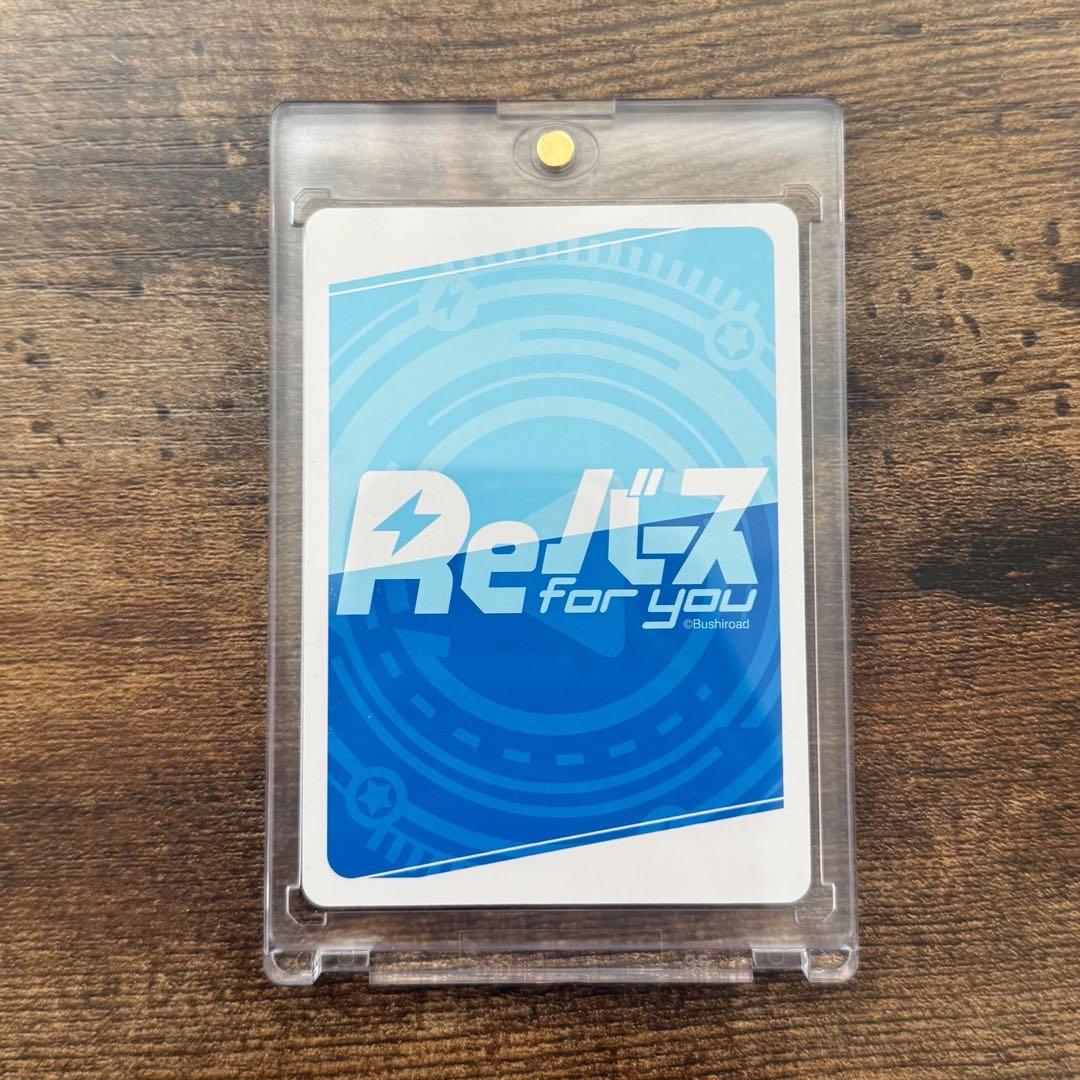 Reバース
for you
©Bushiroad